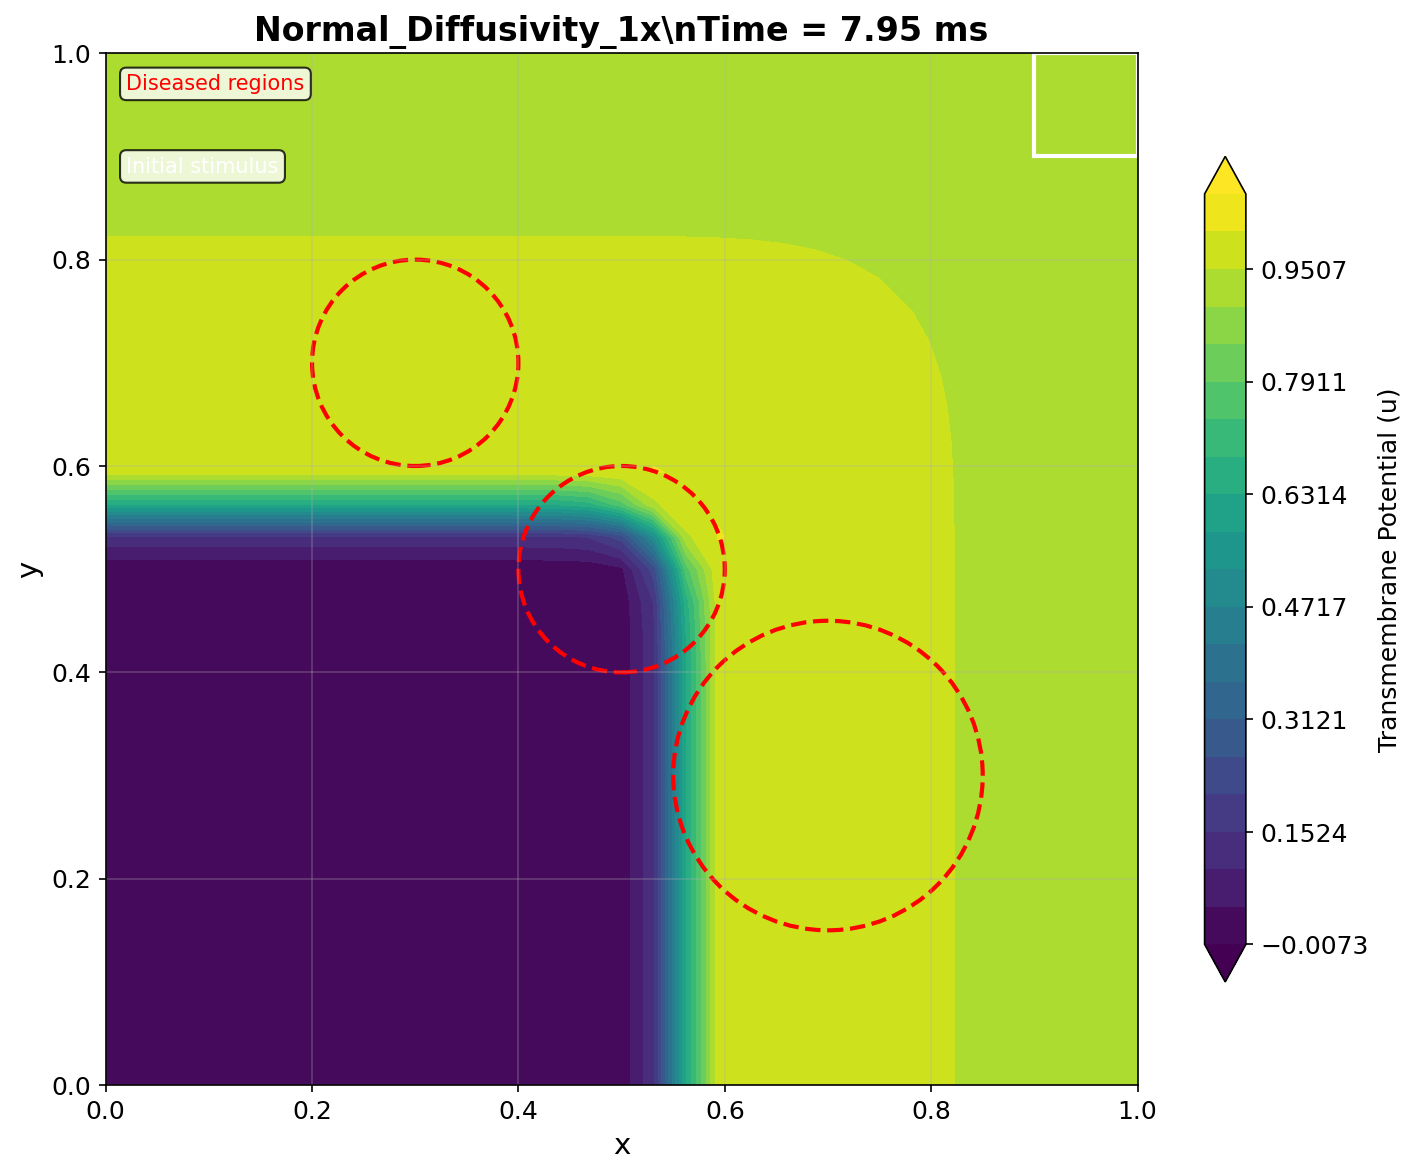 Normal_Diffusivity_1x\nTime = 7.95 ms
Diseased regions
Initial stimulus
1.0
0.8
0.6
0.4
0.2
0.0
y
0.0 0.2 0.4 0.6 0.8 1.0
x
0.9507
0.7911
0.6314
0.4717
0.3121
0.1524
−0.0073
Transmembrane Potential (u)